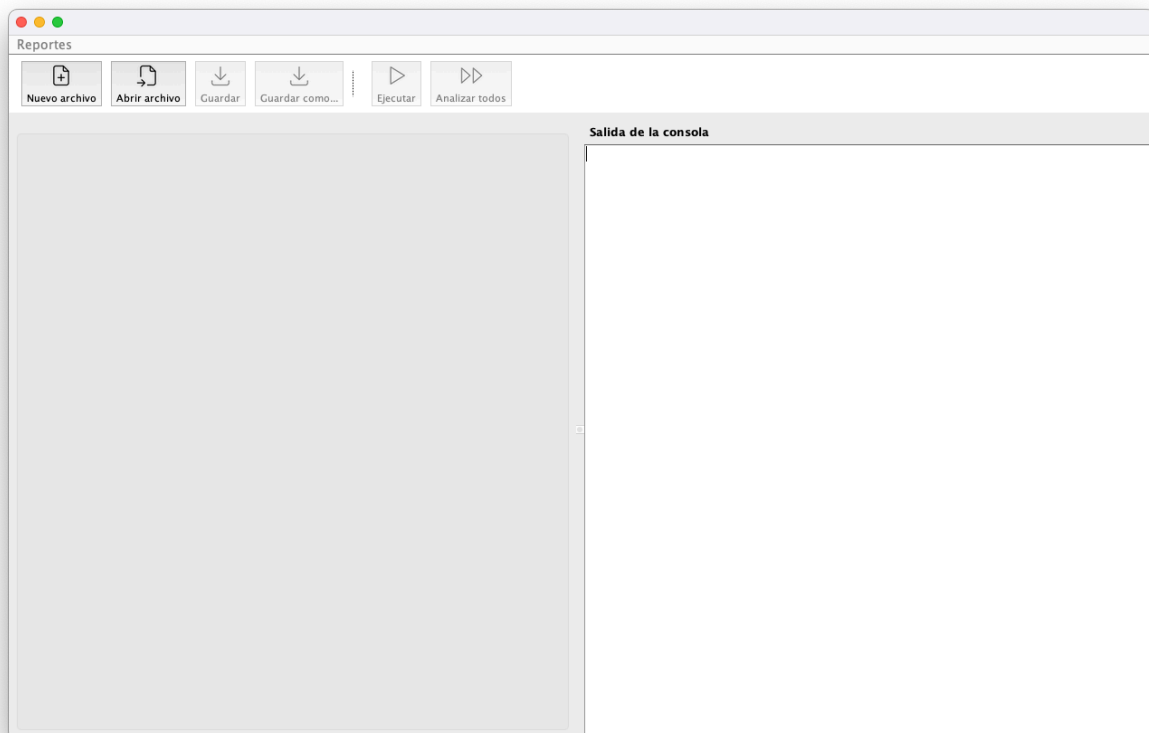 Reportes
Nuevo archivo Abrir archivo Guardar Guardar como... Ejecutar Analizar todos
Salida de la consola